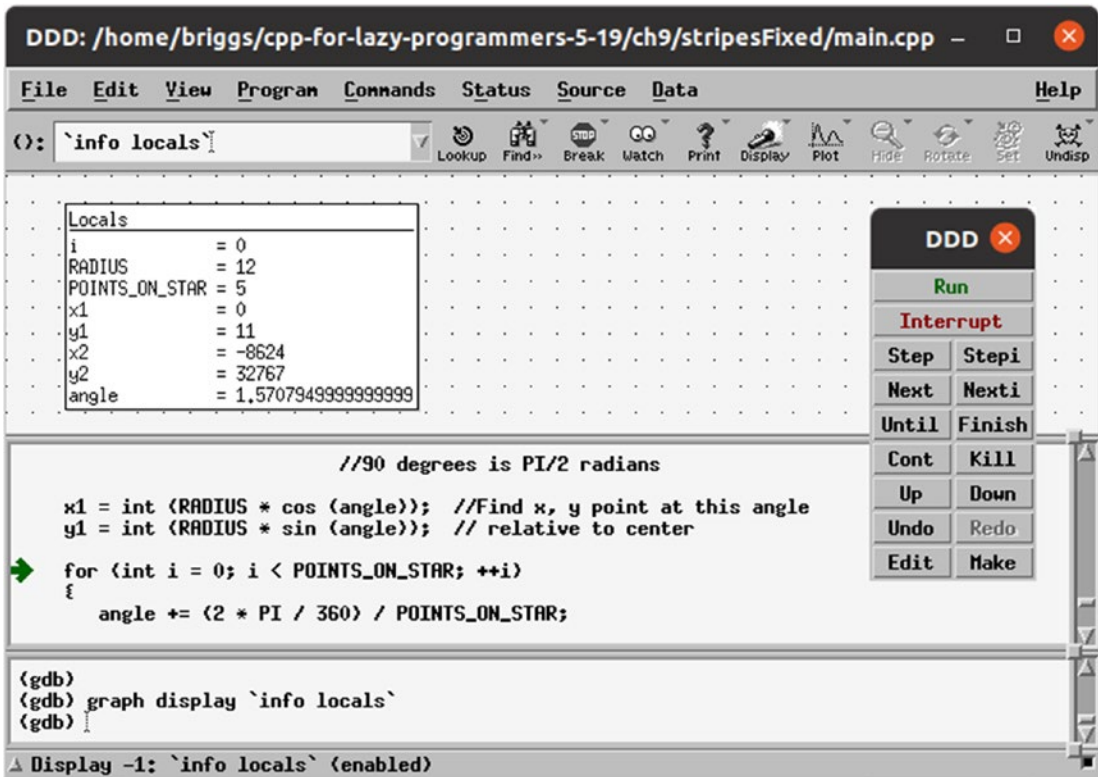 DDD: /home/briggs/cpp-for-lazy-programmers-5-19/ch9/stripesFixed/main.cpp
File Edit View Program Commands Status Source Data Help
(): `info locals`
Lookup Find» Break Watch Print Display Plot Hide Rotate Set Undisp
STOP
Locals
i = 0
RADIUS = 12
POINTS_ON_STAR = 5
x1 = 0
y1 = 11
x2 = -8624
y2 = 32767
angle = 1.5707949999999999
DDD
Run
Interrupt
Step Stepi
Next Nexti
Until Finish
Cont Kill
Up Down
Undo Redo
Edit Make
//90 degrees is PI/2 radians
x1 = int (RADIUS * cos (angle)); //Find x, y point at this angle
y1 = int (RADIUS * sin (angle)); // relative to center
for (int i = 0; i < POINTS_ON_STAR; ++i)
{
angle += (2 * PI / 360) / POINTS_ON_STAR;
(gdb)
(gdb) graph display `info locals`
(gdb)
Display -1: `info locals` (enabled)